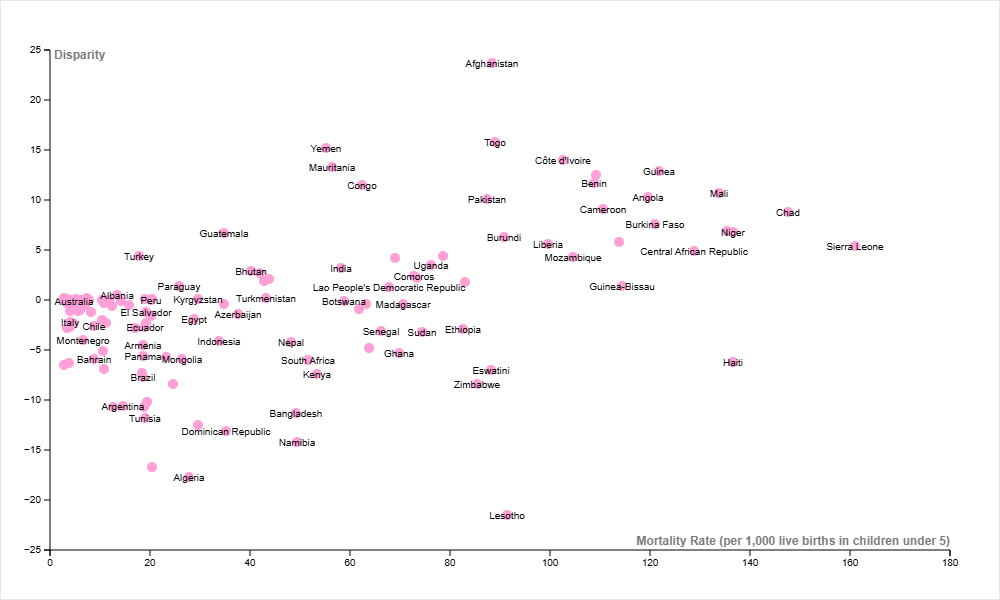 25
Disparity
Afghanistan
20
15
Togo
Yemen
Côte d'Ivoire
Mauritania
Guinea
Benin
Congo
Mali
Angola
Pakistan
10
Cameroon
Chad
Burkina Faso
Guatemala
Niger
Burundi
Liberia
Sierra Leone
5
Central African Republic
Turkey
Mozambique
Uganda
India
Bhutan
Comoros
Paraguay
Lao People's Democratic Republic
Guinea-Bissau
Albania
Peru
Kyrgyzstan
Turkmenistan
0
Australia
Botswana
Madagascar
El Salvador
Azerbaijan
Egypt
Italy
Chile
Ecuador
Senegal
Sudan
Ethiopia
Montenegro
Indonesia
Nepal
Armenia
−5
Ghana
Panama
Bahrain
Mongolia
South Africa
Haiti
Eswatini
Kenya
Brazil
Zimbabwe
−10
Argentina
Bangladesh
Tunisia
Dominican Republic
Namibia
−15
Algeria
−20
Lesotho
Mortality Rate (per 1,000 live births in children under 5)
−25
0 20 40 60 80 100 120 140 160 180